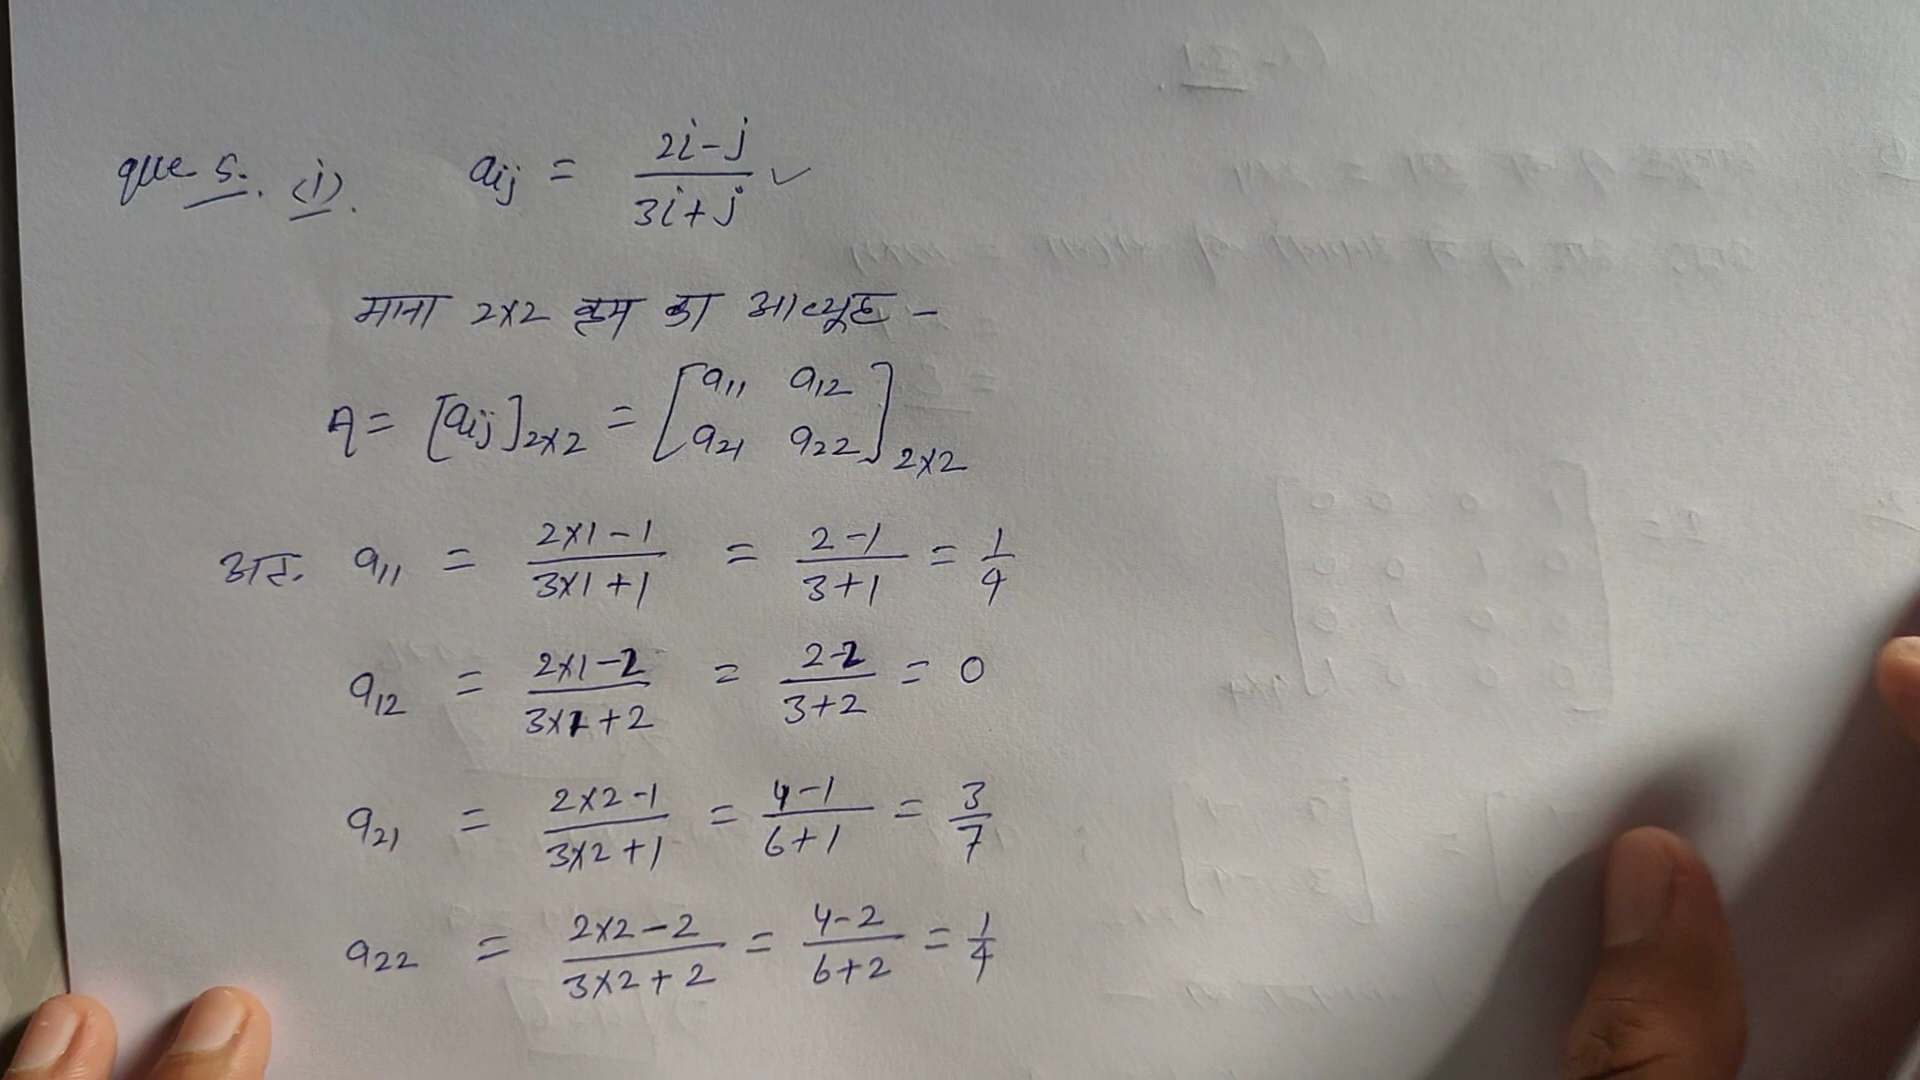 que 5. (i). aij = 2i-j / 3i+j ✓
माना 2×2 क्रम का आव्यूह -
A = [aij]2×2 = [a11 a12
a21 a22]2×2
अतः a11 = 2×1-1 / 3×1+1 = 2-1 / 3+1 = 1/4
a12 = 2×1-2 / 3×1+2 = 2-2 / 3+2 = 0
a21 = 2×2-1 / 3×2+1 = 4-1 / 6+1 = 3/7
a22 = 2×2-2 / 3×2+2 = 4-2 / 6+2 = 1/4